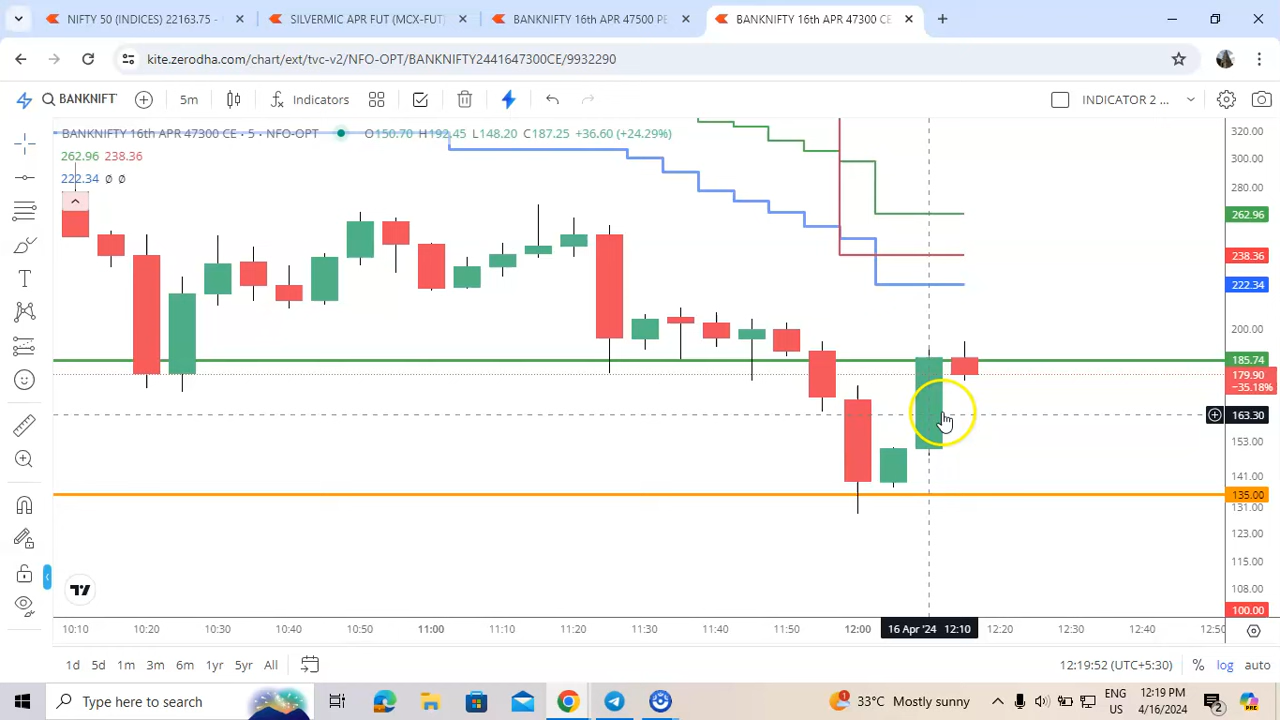 NIFTY 50 (INDICES) 22163.75 -
SILVERMIC APR FUT (MCX-FUT)
BANKNIFTY 16th APR 47500 PE
BANKNIFTY 16th APR 47300 CE
kite.zerodha.com/chart/ext/tvc-v2/NFO-OPT/BANKNIFTY2441647300CE/9932290
BANKNIFT 5m Indicators INDICATOR 2 ...
BANKNIFTY 16th APR 47300 CE · 5 · NFO-OPT O150.70 H192.45 L148.20 C187.25 +36.60 (+24.29%)
262.96 238.36
222.34 Ø Ø
320.00
300.00
280.00
262.96
238.36
222.34
200.00
185.74
179.90
−35.18%
163.30
153.00
141.00
135.00
131.00
123.00
115.00
108.00
100.00
10:10 10:20 10:30 10:40 10:50 11:00 11:10 11:20 11:30 11:40 11:50 12:00 16 Apr '24 12:10 12:20 12:30 12:40 12:50
1d 5d 1m 3m 6m 1yr 5yr All 12:19:52 (UTC+5:30) % log auto
Type here to search 1 33°C Mostly sunny ENG US 12:19 PM 4/16/2024 2 PRE